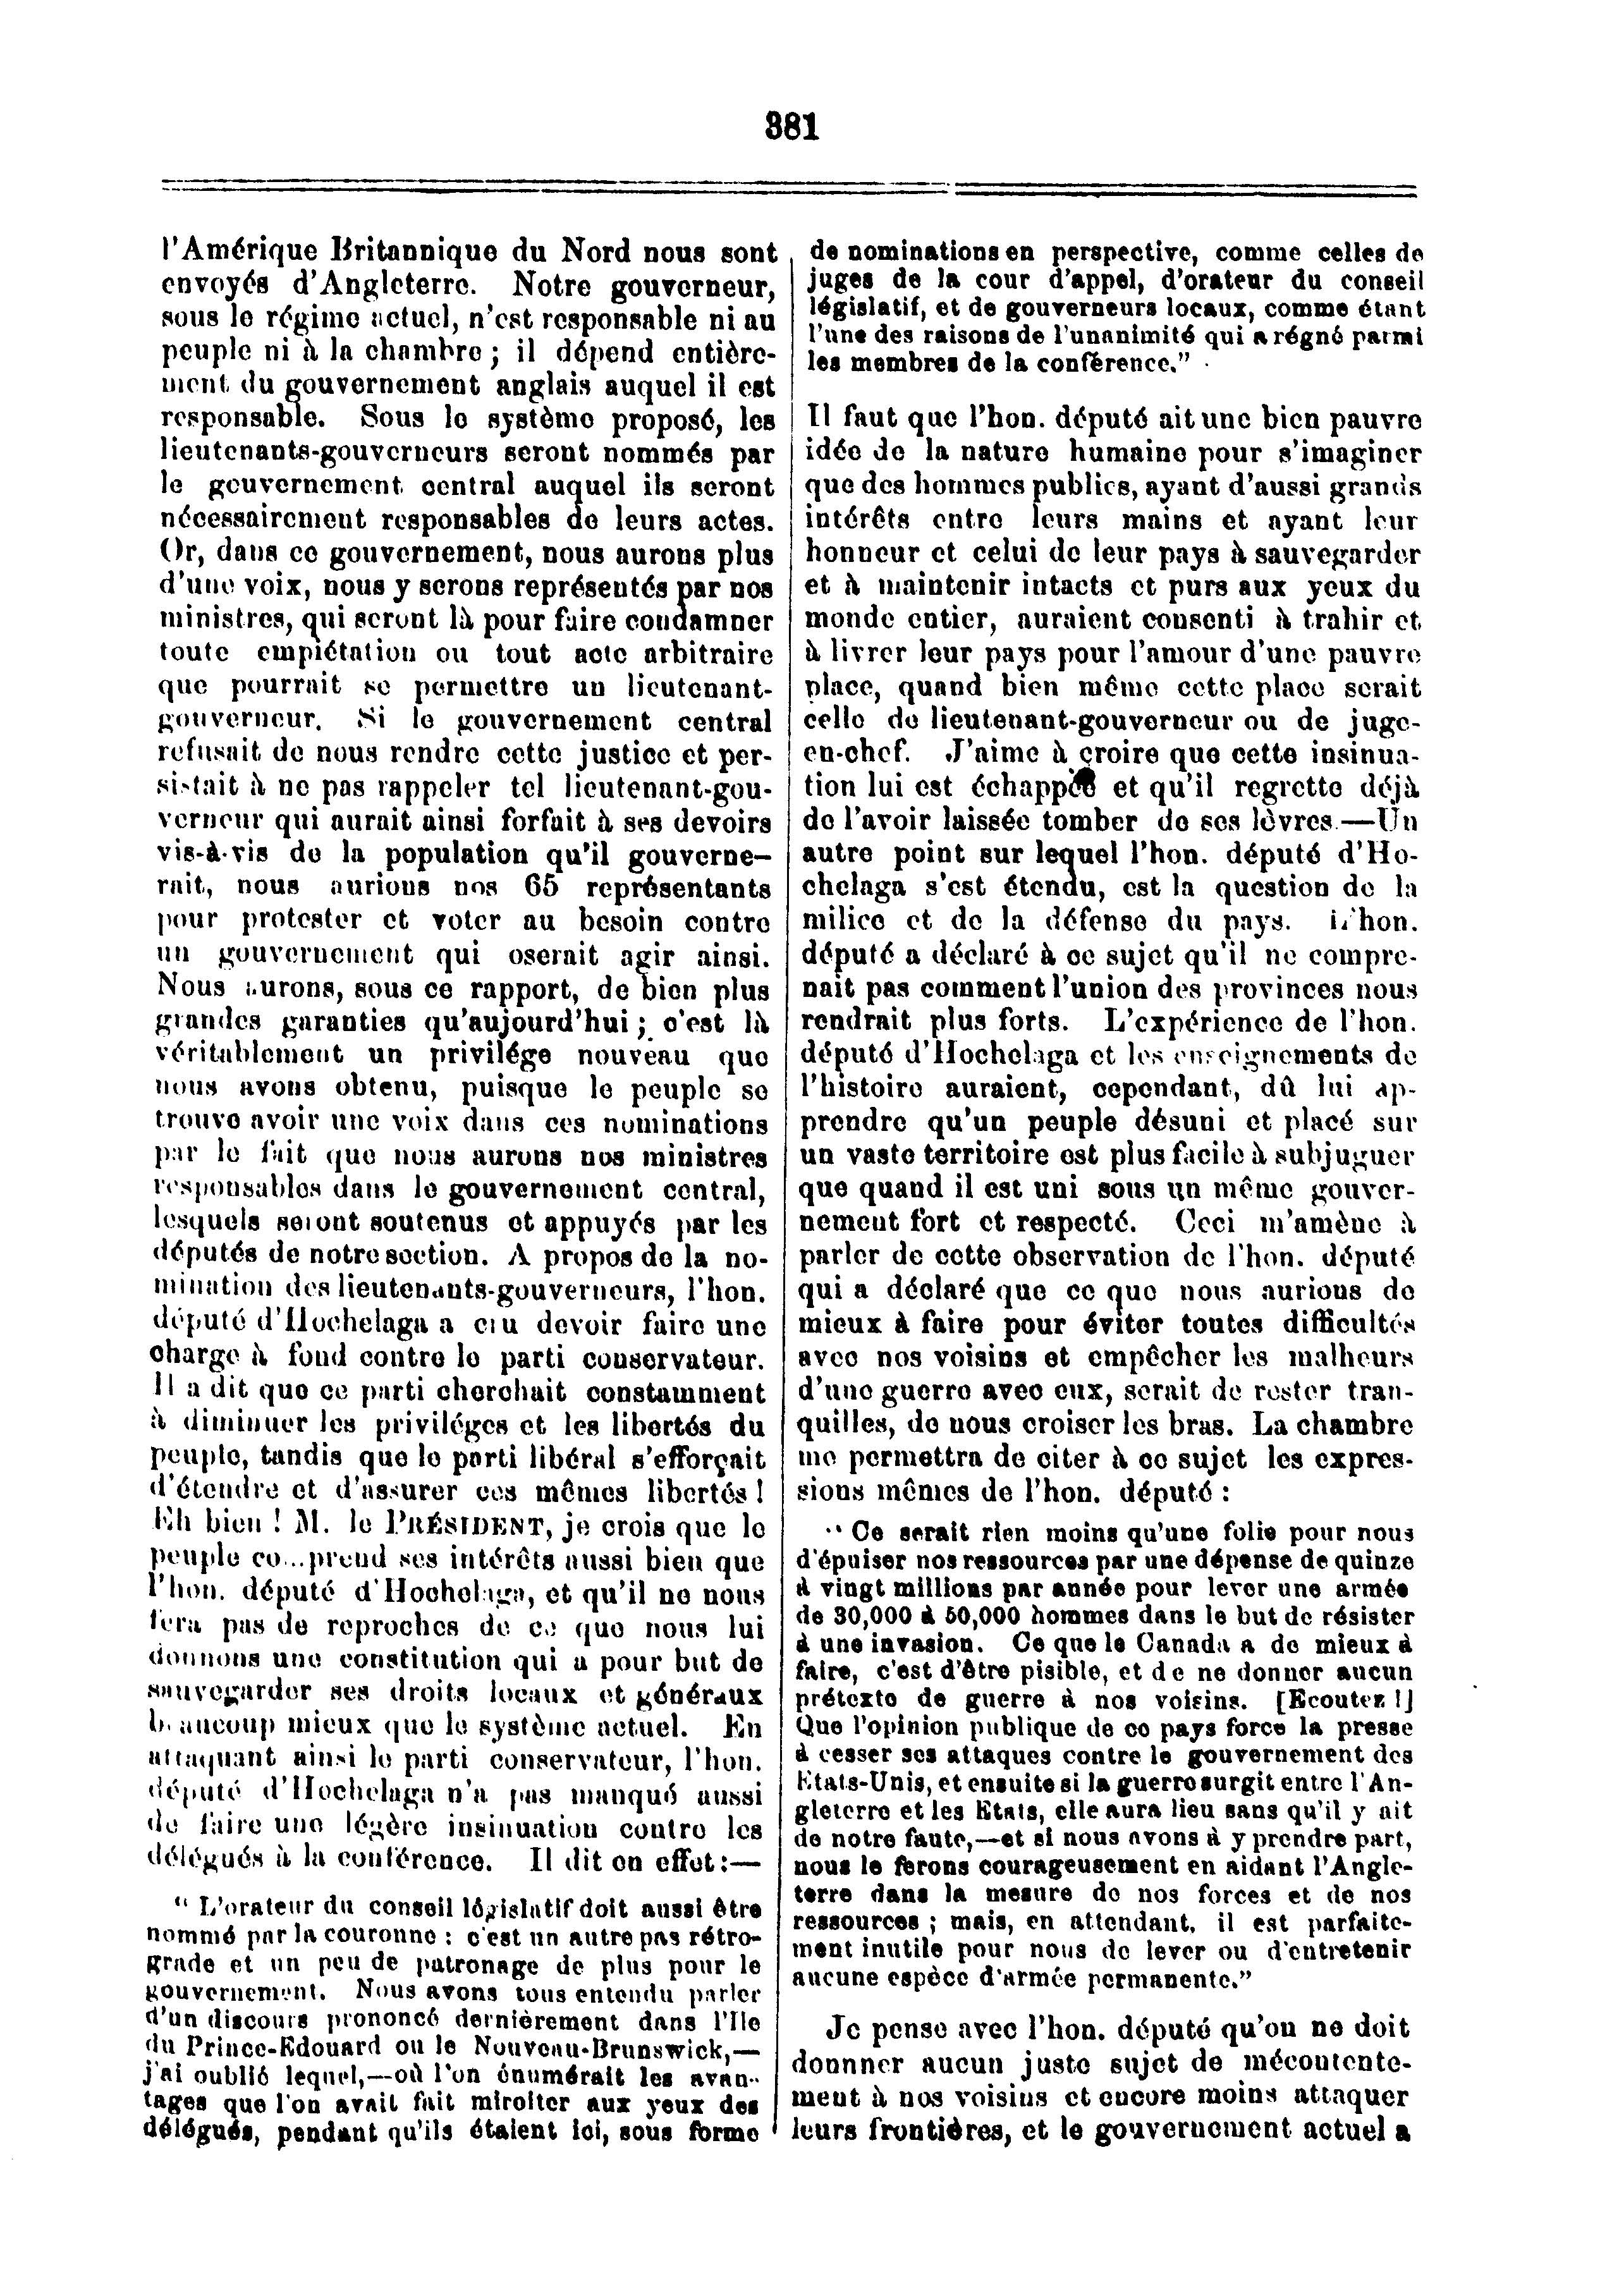 381
l'Amérique Britannique du Nord nous sont
envoyés d'Angleterre. Notre gouverneur,
sous le régime actuel, n'est responsable ni au
peuple ni à la chambre ; il dépend entière-
ment du gouvernement anglais auquel il est
responsable. Sous le système proposé, les
lieutenants-gouverneurs seront nommés par
le gouvernement central auquel ils seront
nécessairement responsables de leurs actes.
Or, dans ce gouvernement, nous aurons plus
d'une voix, nous y serons représentés par nos
ministres, qui seront là pour faire condamner
toute empiétation ou tout acte arbitraire
que pourrait se permettre un lieutenant-
gouverneur. Si le gouvernement central
refusait de nous rendre cette justice et per-
sistait à ne pas rappeler tel lieutenant-gou-
verneur qui aurait ainsi forfait à ses devoirs
vis-à-vis de la population qu'il gouverne-
rait, nous aurions nos 65 représentants
pour protester et voter au besoin contre
un gouvernement qui oserait agir ainsi.
Nous aurons, sous ce rapport, de bien plus
grandes garanties qu'aujourd'hui ; c'est là
véritablement un privilége nouveau que
nous avons obtenu, puisque le peuple se
trouve avoir une voix dans ces nominations
par le fait que nous aurons nos ministres
responsables dans le gouvernement central,
lesquels seront soutenus et appuyés par les
députés de notre section. A propos de la no-
mination des lieutenants-gouverneurs, l'hon.
député d'Hochelaga a cru devoir faire une
charge à fond contre le parti conservateur.
Il a dit que ce parti cherchait constamment
à diminuer les priviléges et les libertés du
peuple, tandis que le parti libéral s'efforçait
d'étendre et d'assurer ces mêmes libertés !
Eh bien ! M. le PRÉSIDENT, je crois que le
peuple comprend ses intérêts aussi bien que
l'hon. député d'Hochelaga, et qu'il ne nous
fera pas de reproches de ce que nous lui
donnons une constitution qui a pour but de
sauvegarder ses droits locaux et généraux
beaucoup mieux que le système actuel. En
attaquant ainsi le parti conservateur, l'hon.
député d'Hochelaga n'a pas manqué aussi
de faire une légère insinuation contre les
délégués à la conférence. Il dit en effet :—
" L'orateur du conseil législatif doit aussi être
nommé par la couronne : c'est un autre pas rétro-
grade et un peu de patronage de plus pour le
gouvernement. Nous avons tous entendu parler
d'un discours prononcé dernièrement dans l'Ile
du Prince-Edouard ou le Nouveau-Brunswick,—
j'ai oublié lequel,—où l'on énumérait les avan-
tages que l'on avait fait miroiter aux yeux des
délégués, pendant qu'ils étaient ici, sous forme
de nominations en perspective, comme celles de
juges de la cour d'appel, d'orateur du conseil
législatif, et de gouverneurs locaux, comme étant
l'une des raisons de l'unanimité qui a régné parmi
les membres de la conférence."
Il faut que l'hon. député ait une bien pauvre
idée de la nature humaine pour s'imaginer
que des hommes publics, ayant d'aussi grands
intérêts entre leurs mains et ayant leur
honneur et celui de leur pays à sauvegarder
et à maintenir intacts et purs aux yeux du
monde entier, auraient consenti à trahir et
à livrer leur pays pour l'amour d'une pauvre
place, quand bien même cette place serait
celle de lieutenant-gouverneur ou de juge-
en-chef. J'aime à croire que cette insinua-
tion lui est échappée et qu'il regrette déjà
de l'avoir laissée tomber de ses lèvres.—Un
autre point sur lequel l'hon. député d'Ho-
chelaga s'est étendu, est la question de la
milice et de la défense du pays. L'hon.
député a déclaré à ce sujet qu'il ne compre-
nait pas comment l'union des provinces nous
rendrait plus forts. L'expérience de l'hon.
député d'Hochelaga et les enseignements de
l'histoire auraient, cependant, dû lui ap-
prendre qu'un peuple désuni et placé sur
un vaste territoire est plus facile à subjuguer
que quand il est uni sous un même gouver-
nement fort et respecté. Ceci m'amène à
parler de cette observation de l'hon. député
qui a déclaré que ce que nous aurions de
mieux à faire pour éviter toutes difficultés
avec nos voisins et empêcher les malheurs
d'une guerre avec eux, serait de rester tran-
quilles, de nous croiser les bras. La chambre
me permettra de citer à ce sujet les expres-
sions mêmes de l'hon. député :
" Ce serait rien moins qu'une folie pour nous
d'épuiser nos ressources par une dépense de quinze
à vingt millions par année pour lever une armée
de 30,000 à 50,000 hommes dans le but de résister
à une invasion. Ce que le Canada a de mieux à
faire, c'est d'être pisible, et de ne donner aucun
prétexte de guerre à nos voisins. [Ecoutez !]
Que l'opinion publique de ce pays force la presse
à cesser ses attaques contre le gouvernement des
Etats-Unis, et ensuite si la guerre surgit entre l'An-
gleterre et les Etats, elle aura lieu sans qu'il y ait
de notre faute,—et si nous avons à y prendre part,
nous le ferons courageusement en aidant l'Angle-
terre dans la mesure de nos forces et de nos
ressources ; mais, en attendant, il est parfaite-
ment inutile pour nous de lever ou d'entretenir
aucune espèce d'armée permanente."
Je pense avec l'hon. député qu'on ne doit
donnner aucun juste sujet de mécontente-
ment à nos voisins et encore moins attaquer
leurs frontières, et le gouvernement actuel a